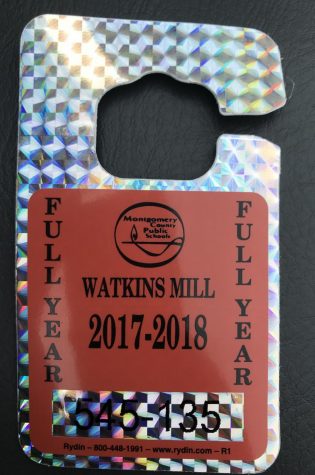 Montgomery
County
Public
Schools
FULL YEAR
WATKINS MILL
2017-2018
FULL YEAR
545-135
Rydin – 800-448-1991 – www.rydin.com – R1